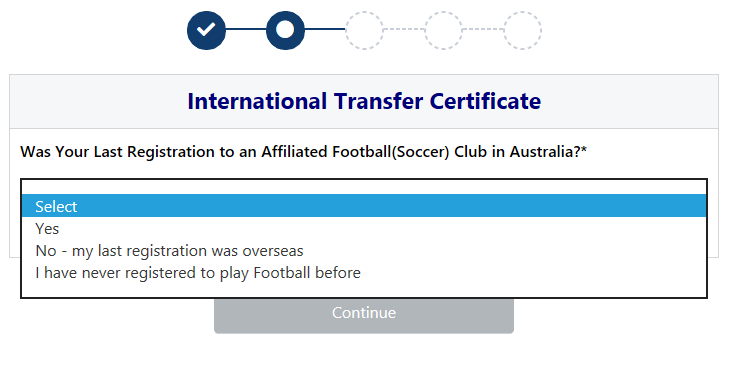 International Transfer Certificate
Was Your Last Registration to an Affiliated Football(Soccer) Club in Australia?*
Select
Yes
No - my last registration was overseas
I have never registered to play Football before
Continue